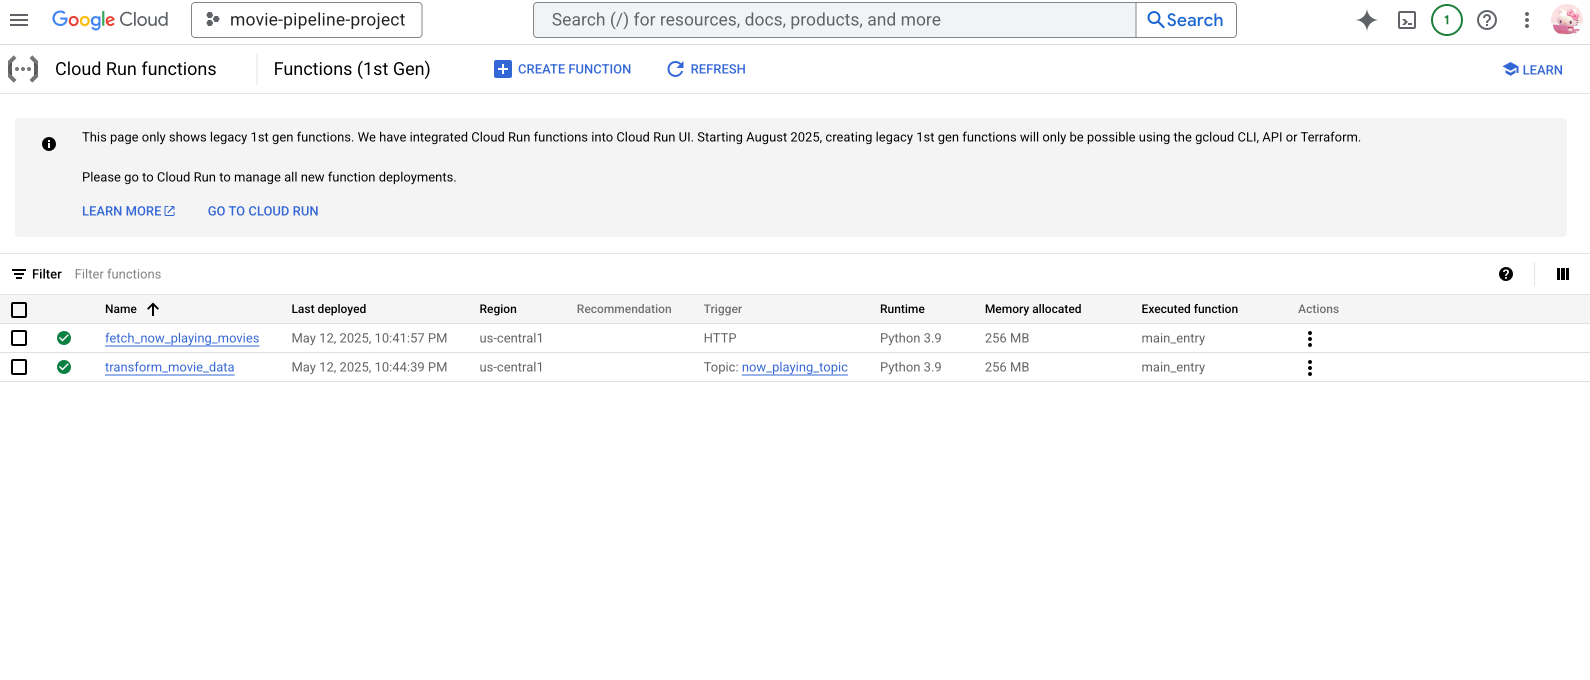 Google Cloud movie-pipeline-project Search (/) for resources, docs, products, and more Search 1
Cloud Run functions Functions (1st Gen) CREATE FUNCTION REFRESH LEARN
This page only shows legacy 1st gen functions. We have integrated Cloud Run functions into Cloud Run UI. Starting August 2025, creating legacy 1st gen functions will only be possible using the gcloud CLI, API or Terraform.
Please go to Cloud Run to manage all new function deployments.
LEARN MORE GO TO CLOUD RUN
Filter Filter functions
Name Last deployed Region Recommendation Trigger Runtime Memory allocated Executed function Actions
fetch_now_playing_movies May 12, 2025, 10:41:57 PM us-central1 HTTP Python 3.9 256 MB main_entry
transform_movie_data May 12, 2025, 10:44:39 PM us-central1 Topic: now_playing_topic Python 3.9 256 MB main_entry